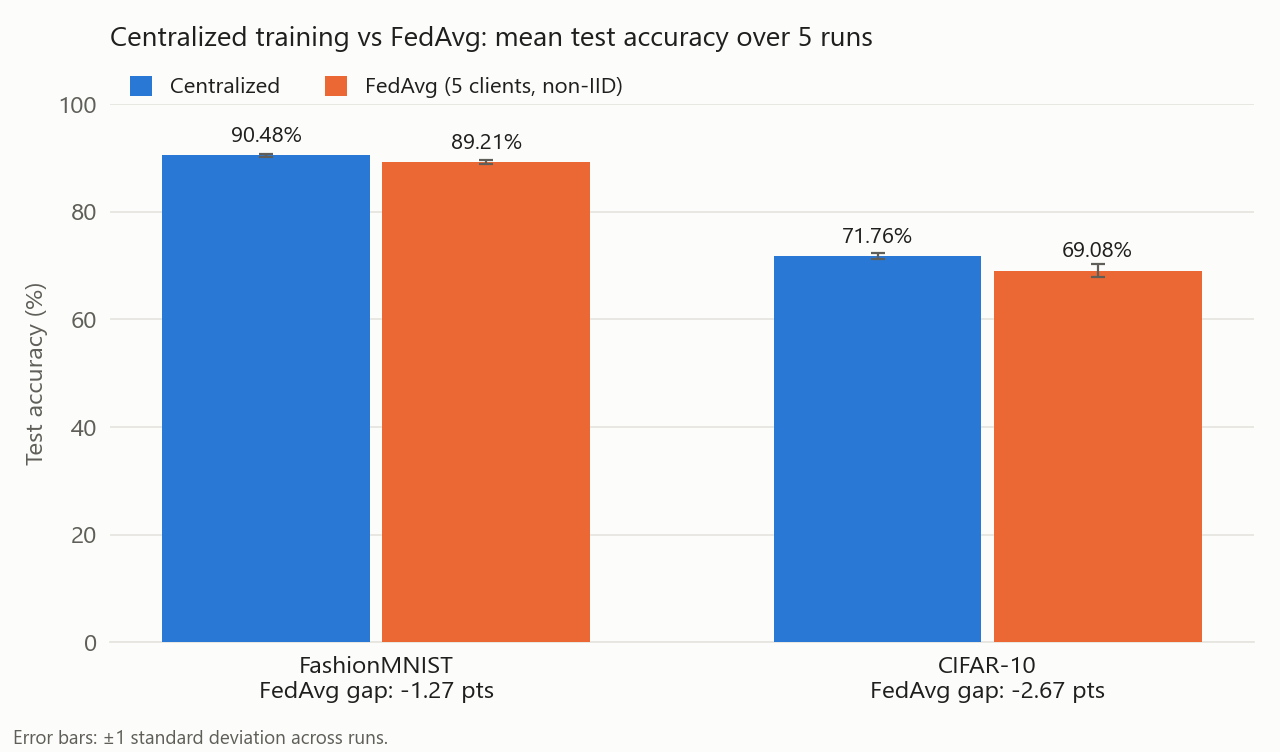 Centralized training vs FedAvg: mean test accuracy over 5 runs
Centralized
FedAvg (5 clients, non-IID)
Test accuracy (%)
100
80
60
40
20
0
90.48%
89.21%
71.76%
69.08%
FashionMNIST
FedAvg gap: -1.27 pts
CIFAR-10
FedAvg gap: -2.67 pts
Error bars: ±1 standard deviation across runs.